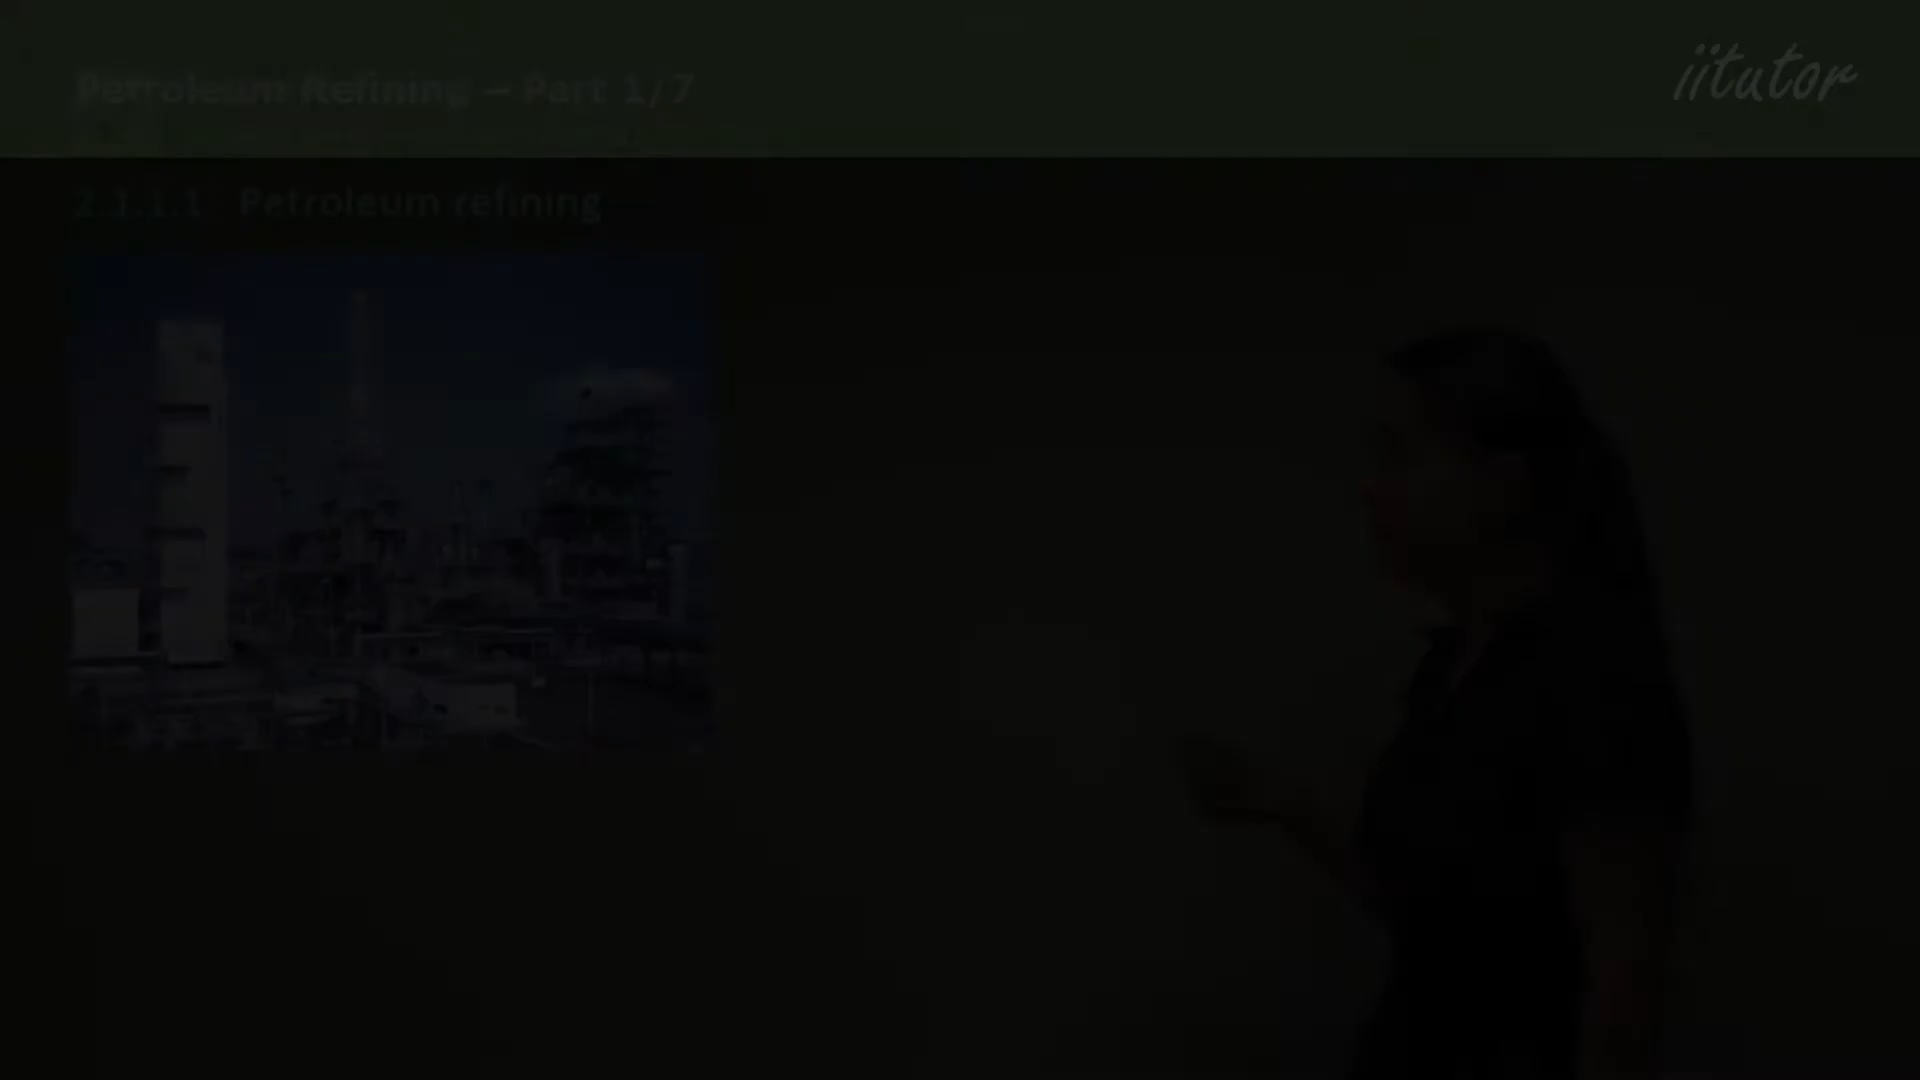 Petroleum Refining – Part 1/7
iitutor
2.1.1.1 Petroleum refining